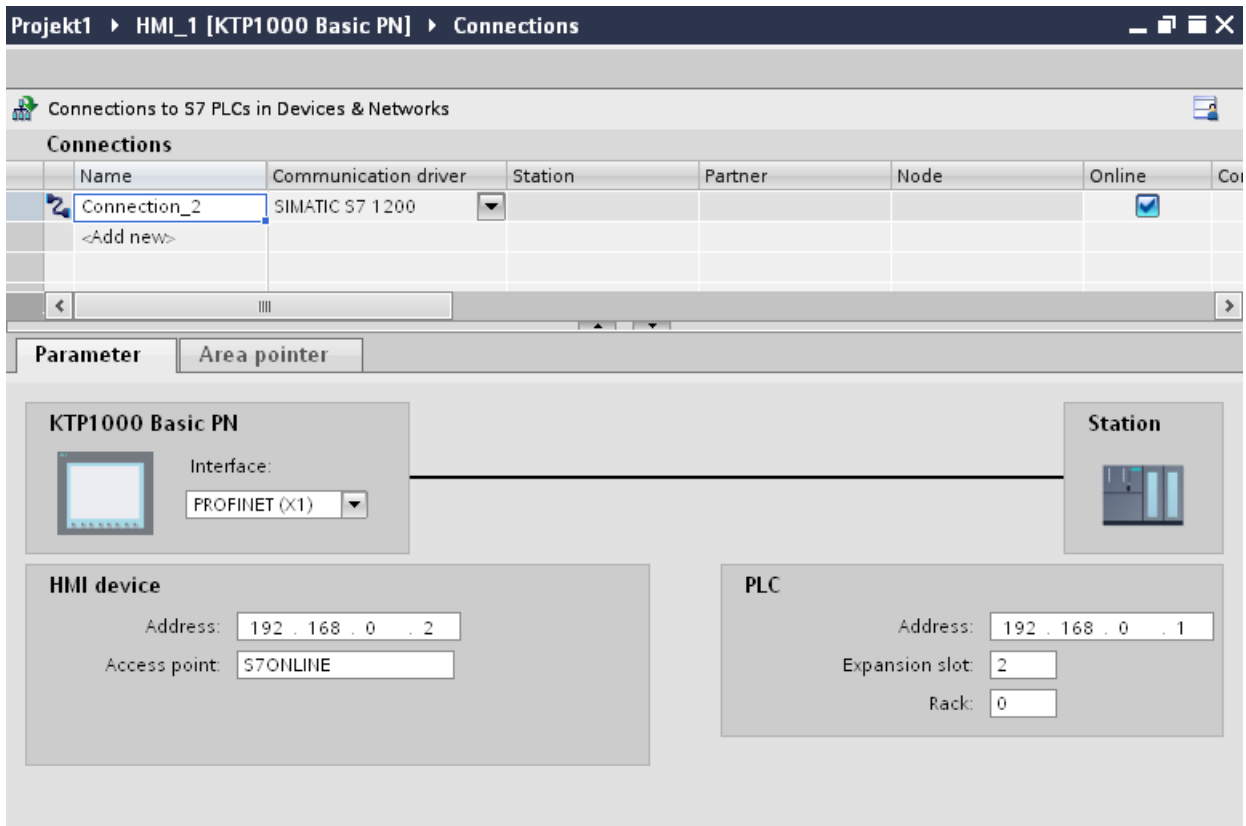 Projekt1 ▸ HMI_1 [KTP1000 Basic PN] ▸ Connections
Connections to S7 PLCs in Devices & Networks
Connections
Name Communication driver Station Partner Node Online Cor
Connection_2 SIMATIC S7 1200
<Add new>
Parameter Area pointer
KTP1000 Basic PN Station
Interface:
PROFINET (X1)
HMI device PLC
Address: 192 . 168 . 0 . 2 Address: 192 . 168 . 0 . 1
Access point: S7ONLINE Expansion slot: 2
Rack: 0